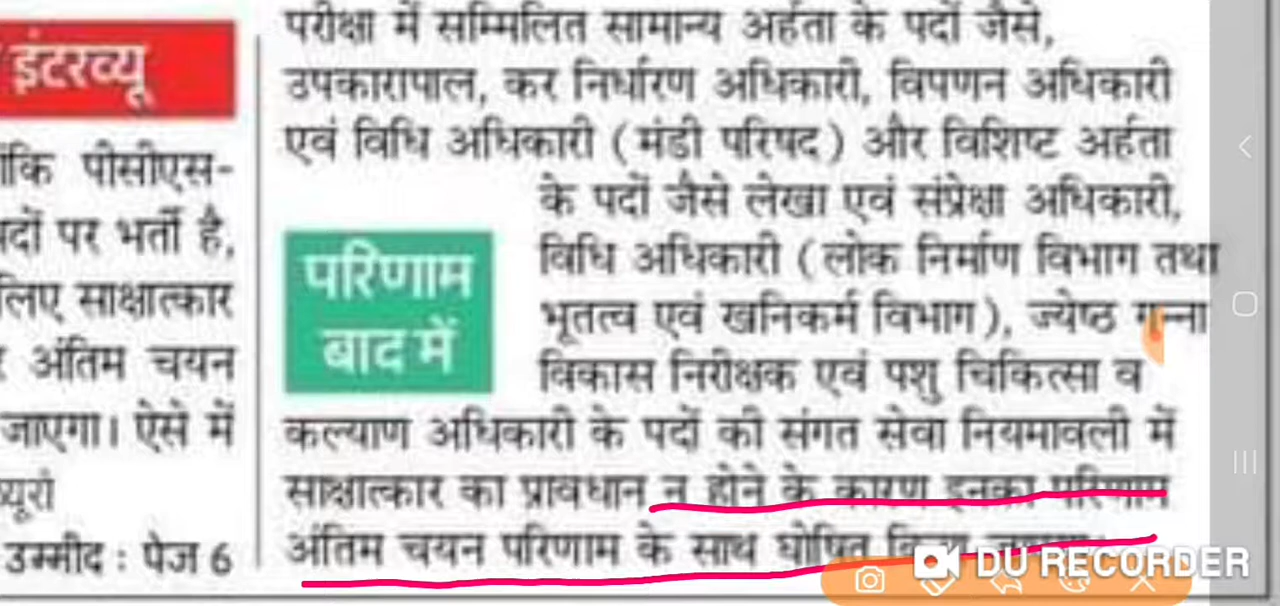 इंटरव्यू
कि पीसीएस-
पदों पर भर्ती है,
लिए साक्षात्कार
अंतिम चयन
जाएगा। ऐसे में
ब्यूरो
उम्मीद : पेज 6
परीक्षा में सम्मिलित सामान्य अर्हता के पदों जैसे,
उपकारापाल, कर निर्धारण अधिकारी, विपणन अधिकारी
एवं विधि अधिकारी (मंडी परिषद) और विशिष्ट अर्हता
के पदों जैसे लेखा एवं संप्रेक्षा अधिकारी,
विधि अधिकारी (लोक निर्माण विभाग तथा
भूतत्व एवं खनिकर्म विभाग), ज्येष्ठ गन्ना
विकास निरीक्षक एवं पशु चिकित्सा व
कल्याण अधिकारी के पदों की संगत सेवा नियमावली में
साक्षात्कार का प्रावधान न होने के कारण इनका परिणाम
अंतिम चयन परिणाम के साथ घोषित किया
परिणाम
बाद में
DU RECORDER